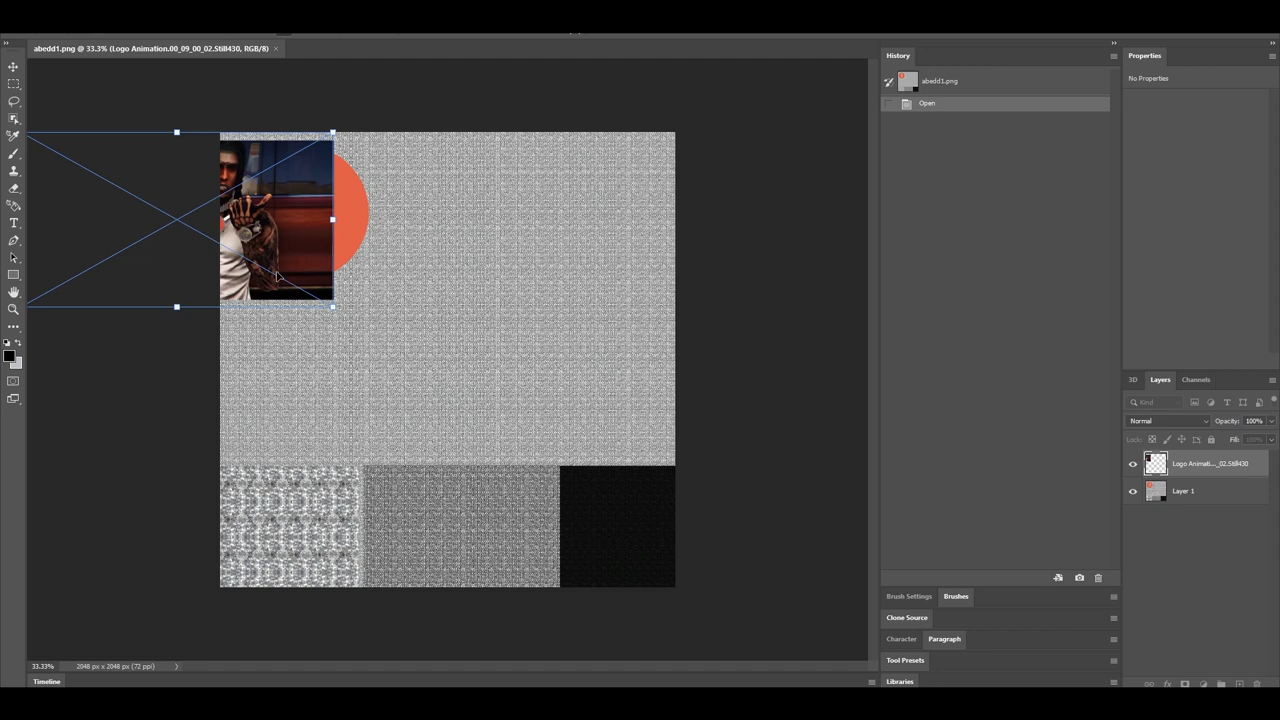 abedd1.png @ 33.3% (Logo Animation.00_09_00_02.Still430, RGB/8)
History
Properties
abedd1.png
No Properties
Open
3D Layers Channels
Kind
Normal Opacity: 100%
Lock: Fill: 100%
Logo Animati..._02.Still430
Layer 1
Brush Settings Brushes
Clone Source
Character Paragraph
Tool Presets
33.33% 2048 px x 2048 px (72 ppi)
Timeline
Libraries